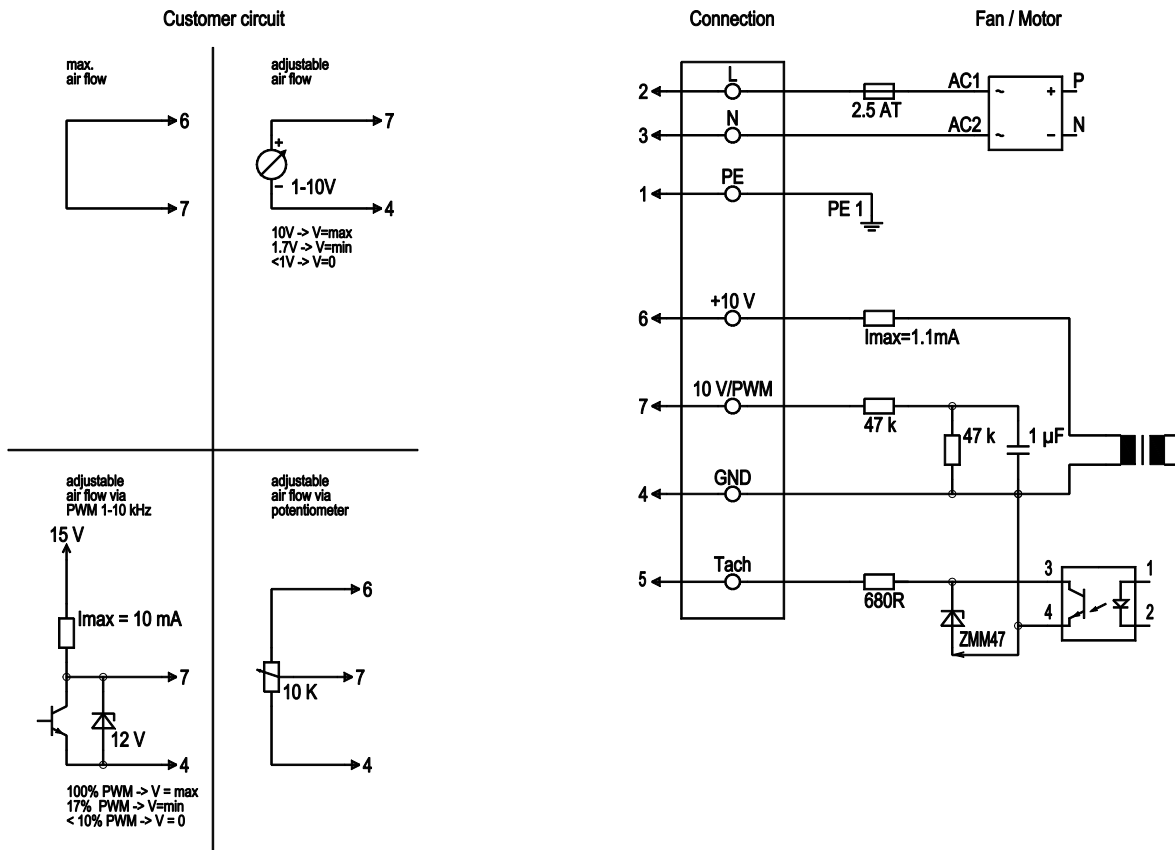 Customer circuit
Connection
Fan / Motor
max.
air flow
6
7
adjustable
air flow
7
+
– 1-10V
4
10V -> V=max
1.7V -> V=min
<1V -> V=0
adjustable
air flow via
PWM 1-10 kHz
15 V
Imax = 10 mA
7
12 V
4
100% PWM -> V = max
17% PWM -> V=min
< 10% PWM -> V = 0
adjustable
air flow via
potentiometer
6
7
10 K
4
2
L
2.5 AT
AC1
~
+
P
3
N
AC2
~
–
N
1
PE
PE 1
6
+10 V
Imax=1.1mA
7
10 V/PWM
47 k
47 k
1 µF
4
GND
5
Tach
680R
ZMM47
3
4
1
2